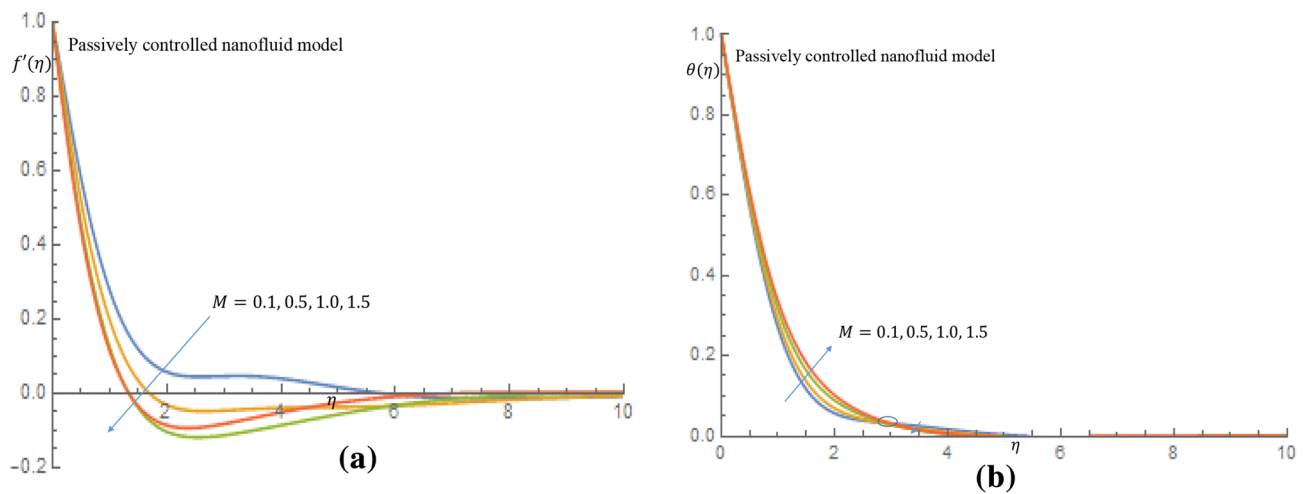 1.0
Passively controlled nanofluid model
f′(η)
0.8
0.6
0.4
M = 0.1, 0.5, 1.0, 1.5
0.2
0.0
2
4
η
6
8
10
−0.2
(a)
1.0
Passively controlled nanofluid model
θ(η)
0.8
0.6
0.4
M = 0.1, 0.5, 1.0, 1.5
0.2
0.0
0
2
4
η
6
8
10
(b)